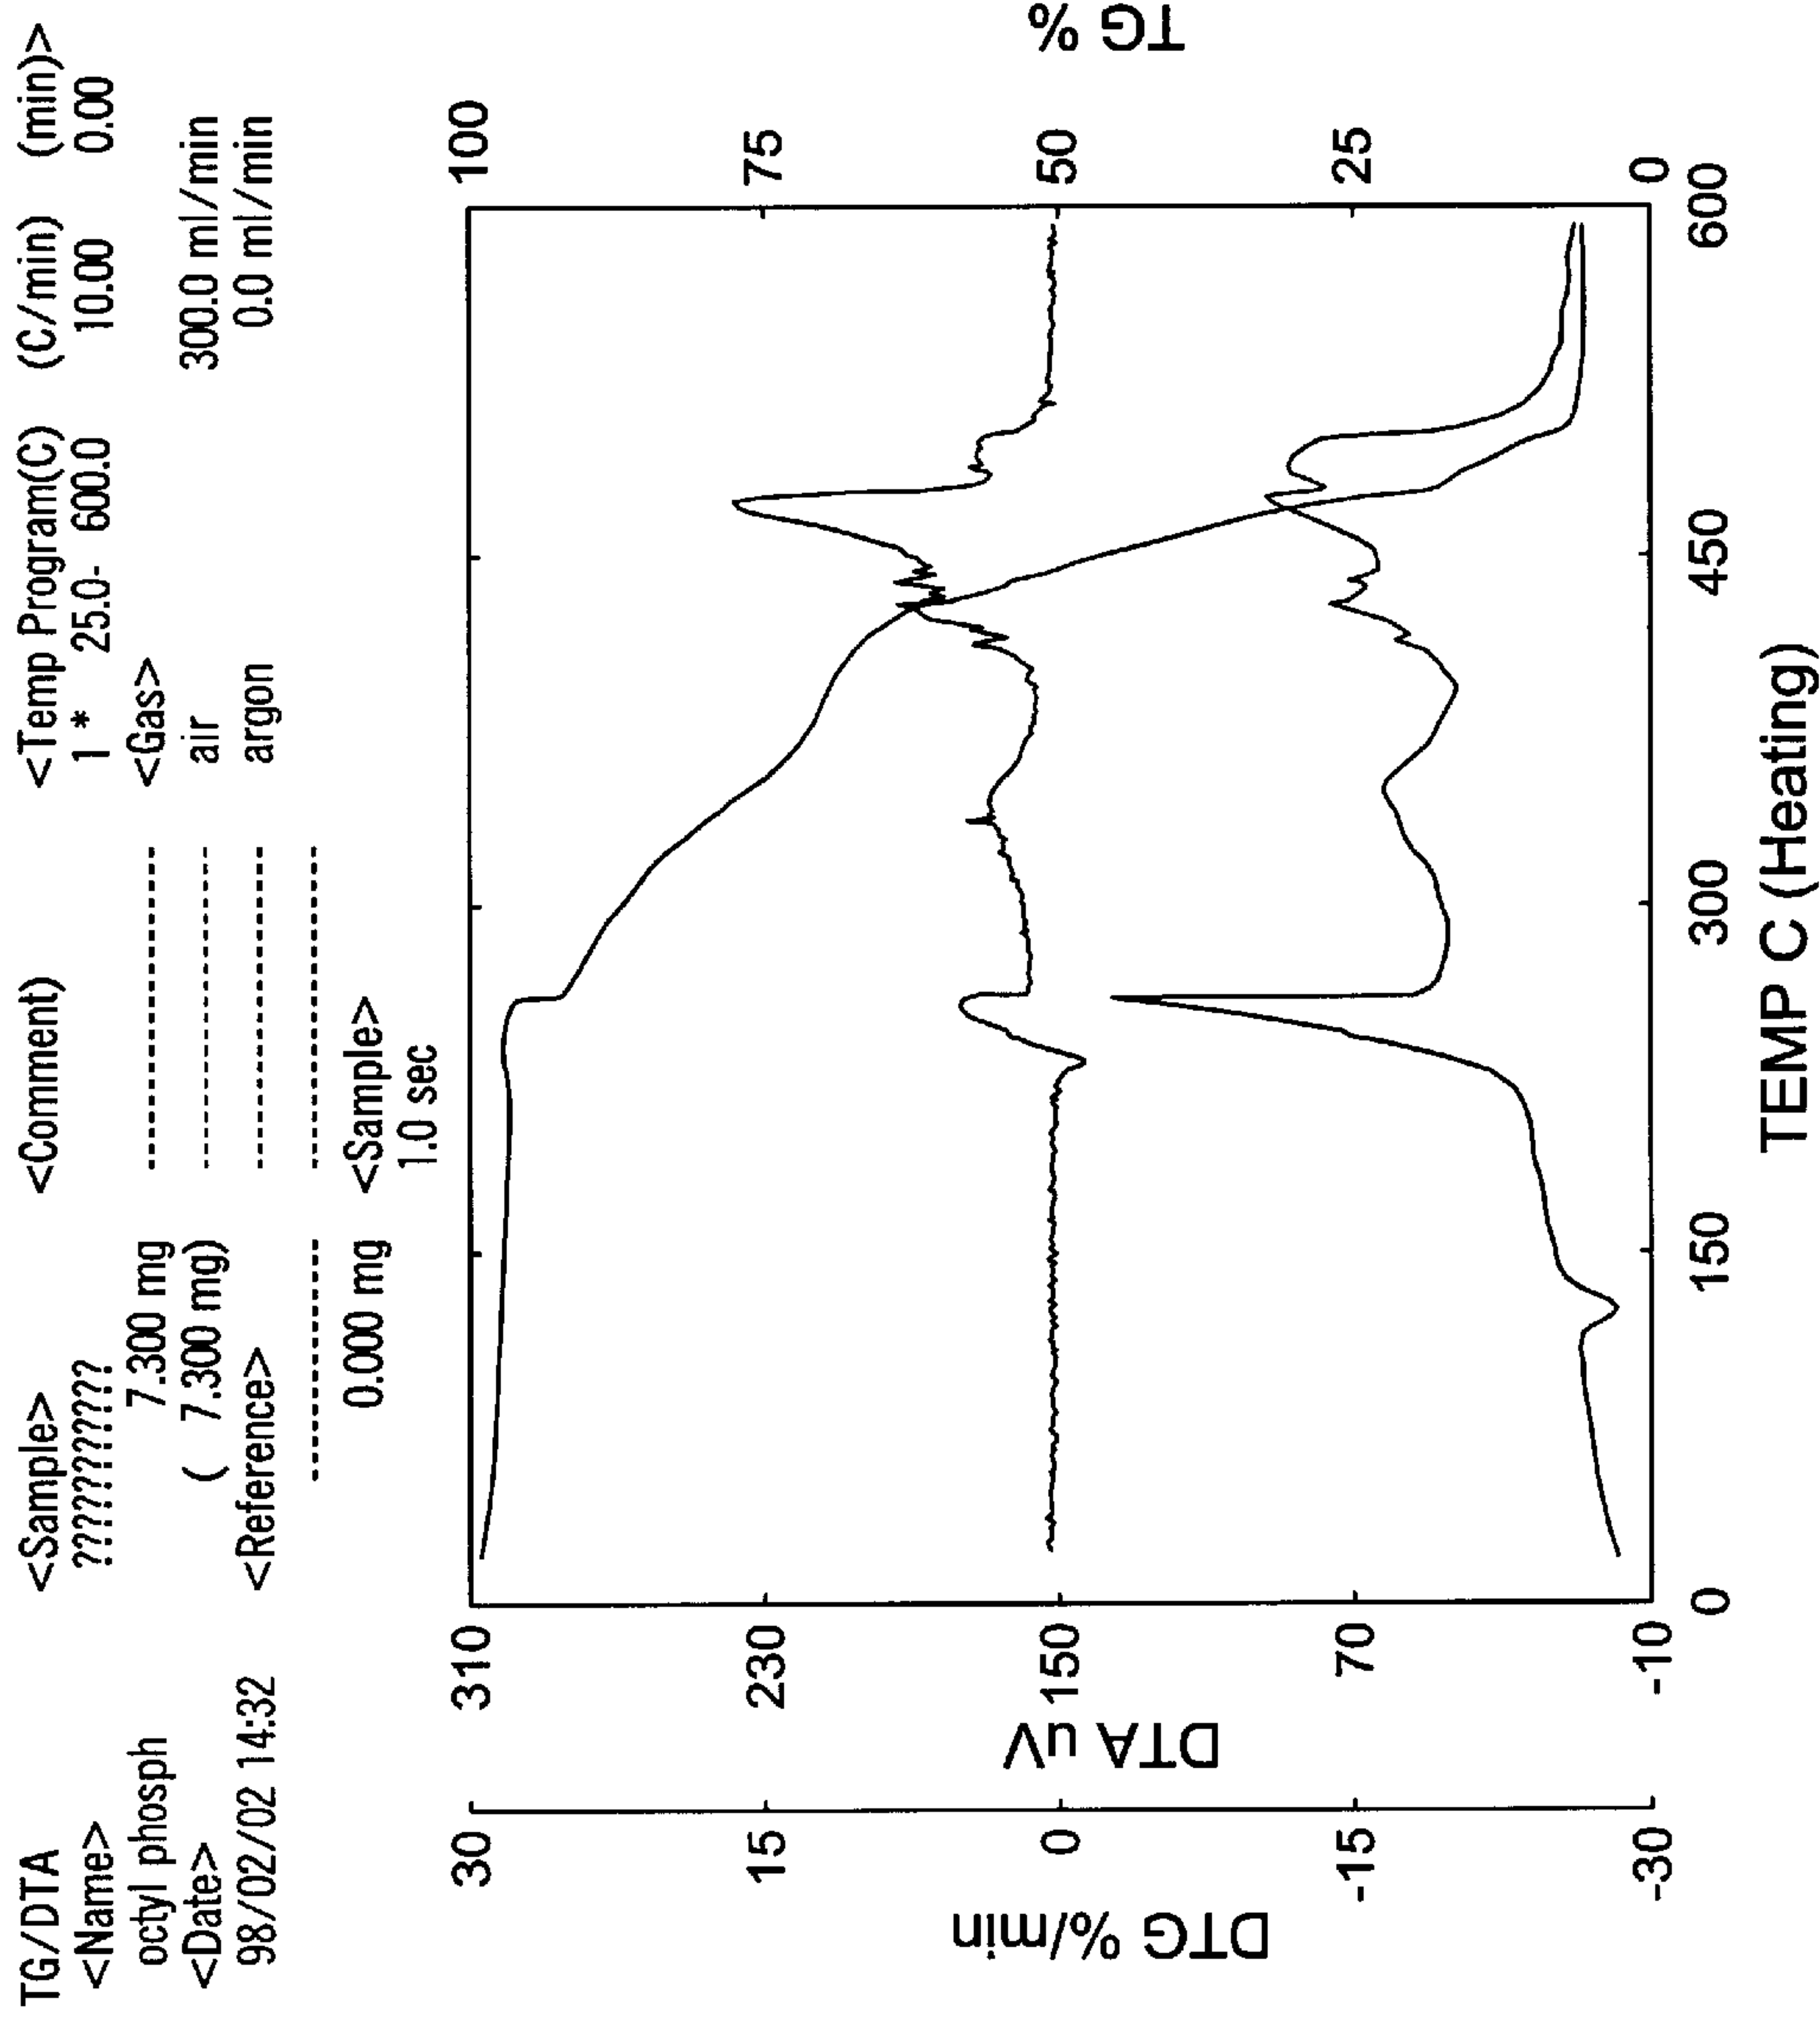 TG/DTA <Sample> <Comment) <Temp Program(C) (C/min) (min)>
<Name> ?????????? 1 * 25.0- 600.0 10.00 0.00
octyl phosph 7.300 mg ---------------- <Gas>
<Date> ( 7.300 mg) ---------------- air 300.0 ml/min
98/02/02 14:32 <Reference> ---------------- argon 0.0 ml/min
------------ ----------------
0.000 mg <Sample>
1.0 sec
30 310 100
15 230 75
0 150 50
-15 70 25
-30 -10 0
DTG %/min
DTA uV
TG %
0 150 300 450 600
TEMP C (Heating)